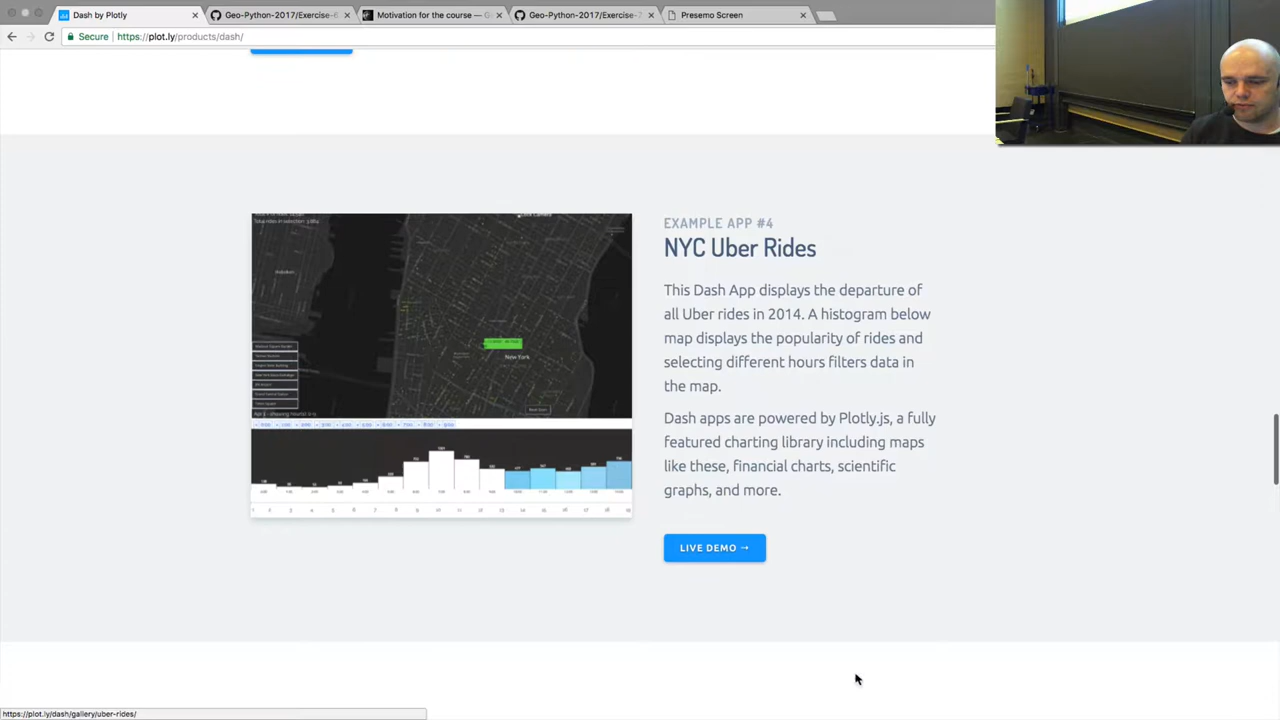 Dash by Plotly
Geo-Python-2017/Exercise-6
Motivation for the course — G
Geo-Python-2017/Exercise-7
Presemo Screen
Secure
https://plot.ly/products/dash/
EXAMPLE APP #4
NYC Uber Rides
This Dash App displays the departure of
all Uber rides in 2014. A histogram below
map displays the popularity of rides and
selecting different hours filters data in
the map.
Dash apps are powered by Plotly.js, a fully
featured charting library including maps
like these, financial charts, scientific
graphs, and more.
LIVE DEMO →
New York
https://plot.ly/dash/gallery/uber-rides/